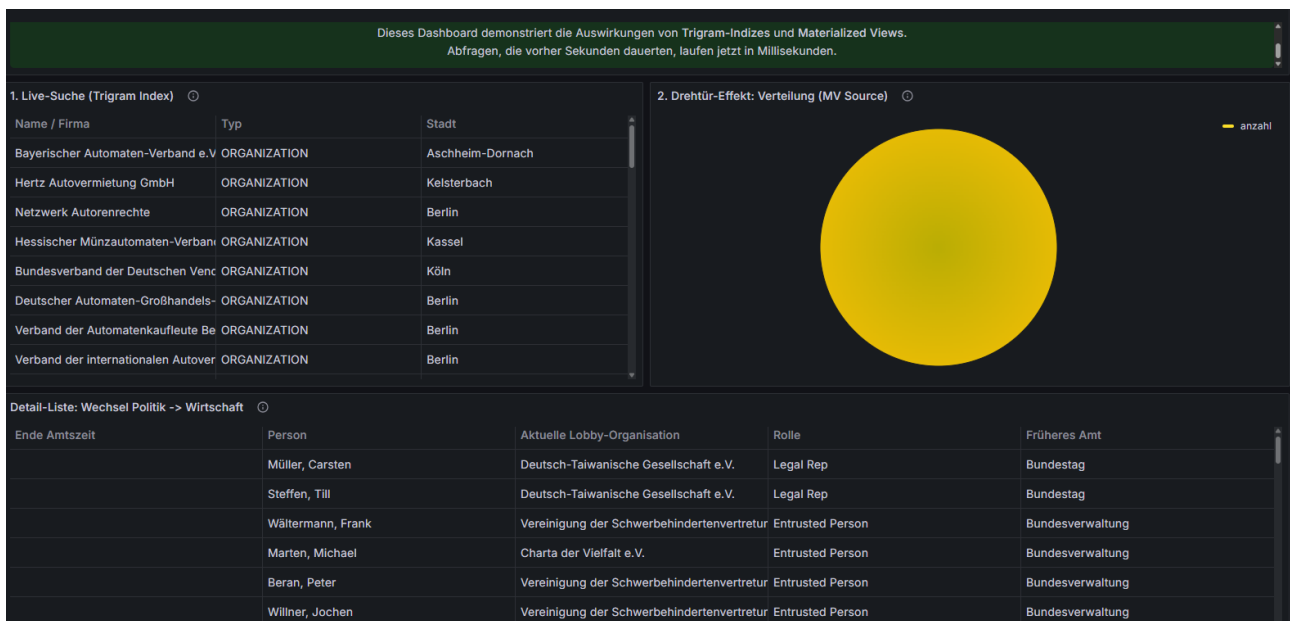 Dieses Dashboard demonstriert die Auswirkungen von Trigram-Indizes und Materialized Views.
Abfragen, die vorher Sekunden dauerten, laufen jetzt in Millisekunden.
1. Live-Suche (Trigram Index)
Name / Firma Typ Stadt
Bayerischer Automaten-Verband e.V ORGANIZATION Aschheim-Dornach
Hertz Autovermietung GmbH ORGANIZATION Kelsterbach
Netzwerk Autorenrechte ORGANIZATION Berlin
Hessischer Münzautomaten-Verban ORGANIZATION Kassel
Bundesverband der Deutschen Venc ORGANIZATION Köln
Deutscher Automaten-Großhandels- ORGANIZATION Berlin
Verband der Automatenkaufleute Be ORGANIZATION Berlin
Verband der internationalen Autover ORGANIZATION Berlin
2. Drehtür-Effekt: Verteilung (MV Source)
anzahl
Detail-Liste: Wechsel Politik -> Wirtschaft
Ende Amtszeit Person Aktuelle Lobby-Organisation Rolle Früheres Amt
Müller, Carsten Deutsch-Taiwanische Gesellschaft e.V. Legal Rep Bundestag
Steffen, Till Deutsch-Taiwanische Gesellschaft e.V. Legal Rep Bundestag
Wältermann, Frank Vereinigung der Schwerbehindertenvertretur Entrusted Person Bundesverwaltung
Marten, Michael Charta der Vielfalt e.V. Entrusted Person Bundesverwaltung
Beran, Peter Vereinigung der Schwerbehindertenvertretur Entrusted Person Bundesverwaltung
Willner, Jochen Vereinigung der Schwerbehindertenvertretur Entrusted Person Bundesverwaltung